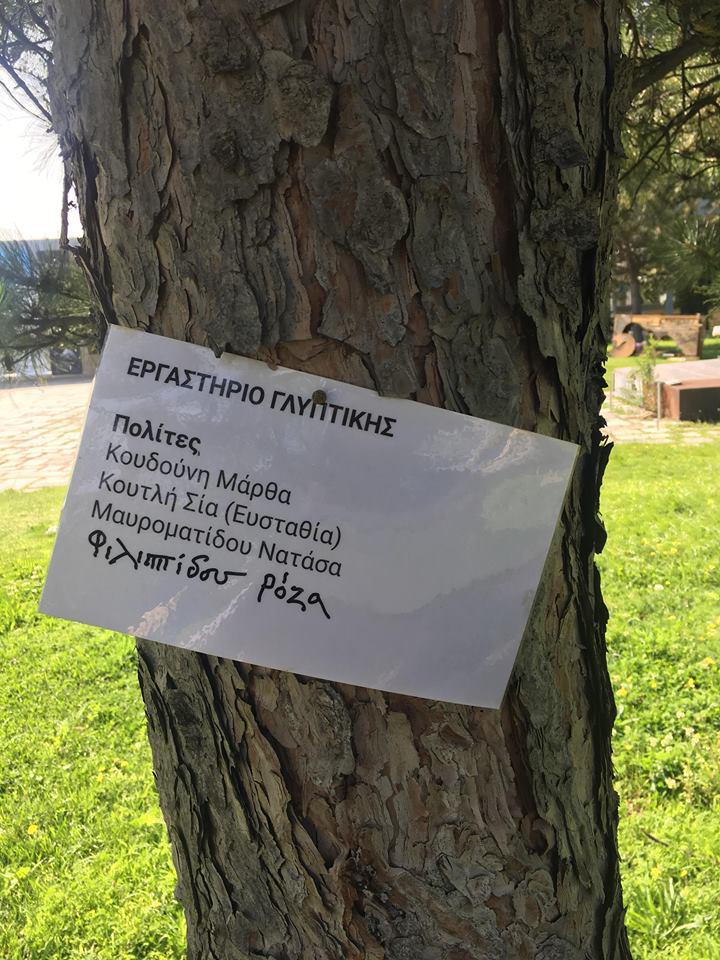 ΕΡΓΑΣΤΗΡΙΟ ΓΛΥΠΤΙΚΗΣ
Πολίτες
Κουδούνη Μάρθα
Κουτλή Σία (Ευσταθία)
Μαυροματίδου Νατάσα
Φιλιππίδου Ρόζα